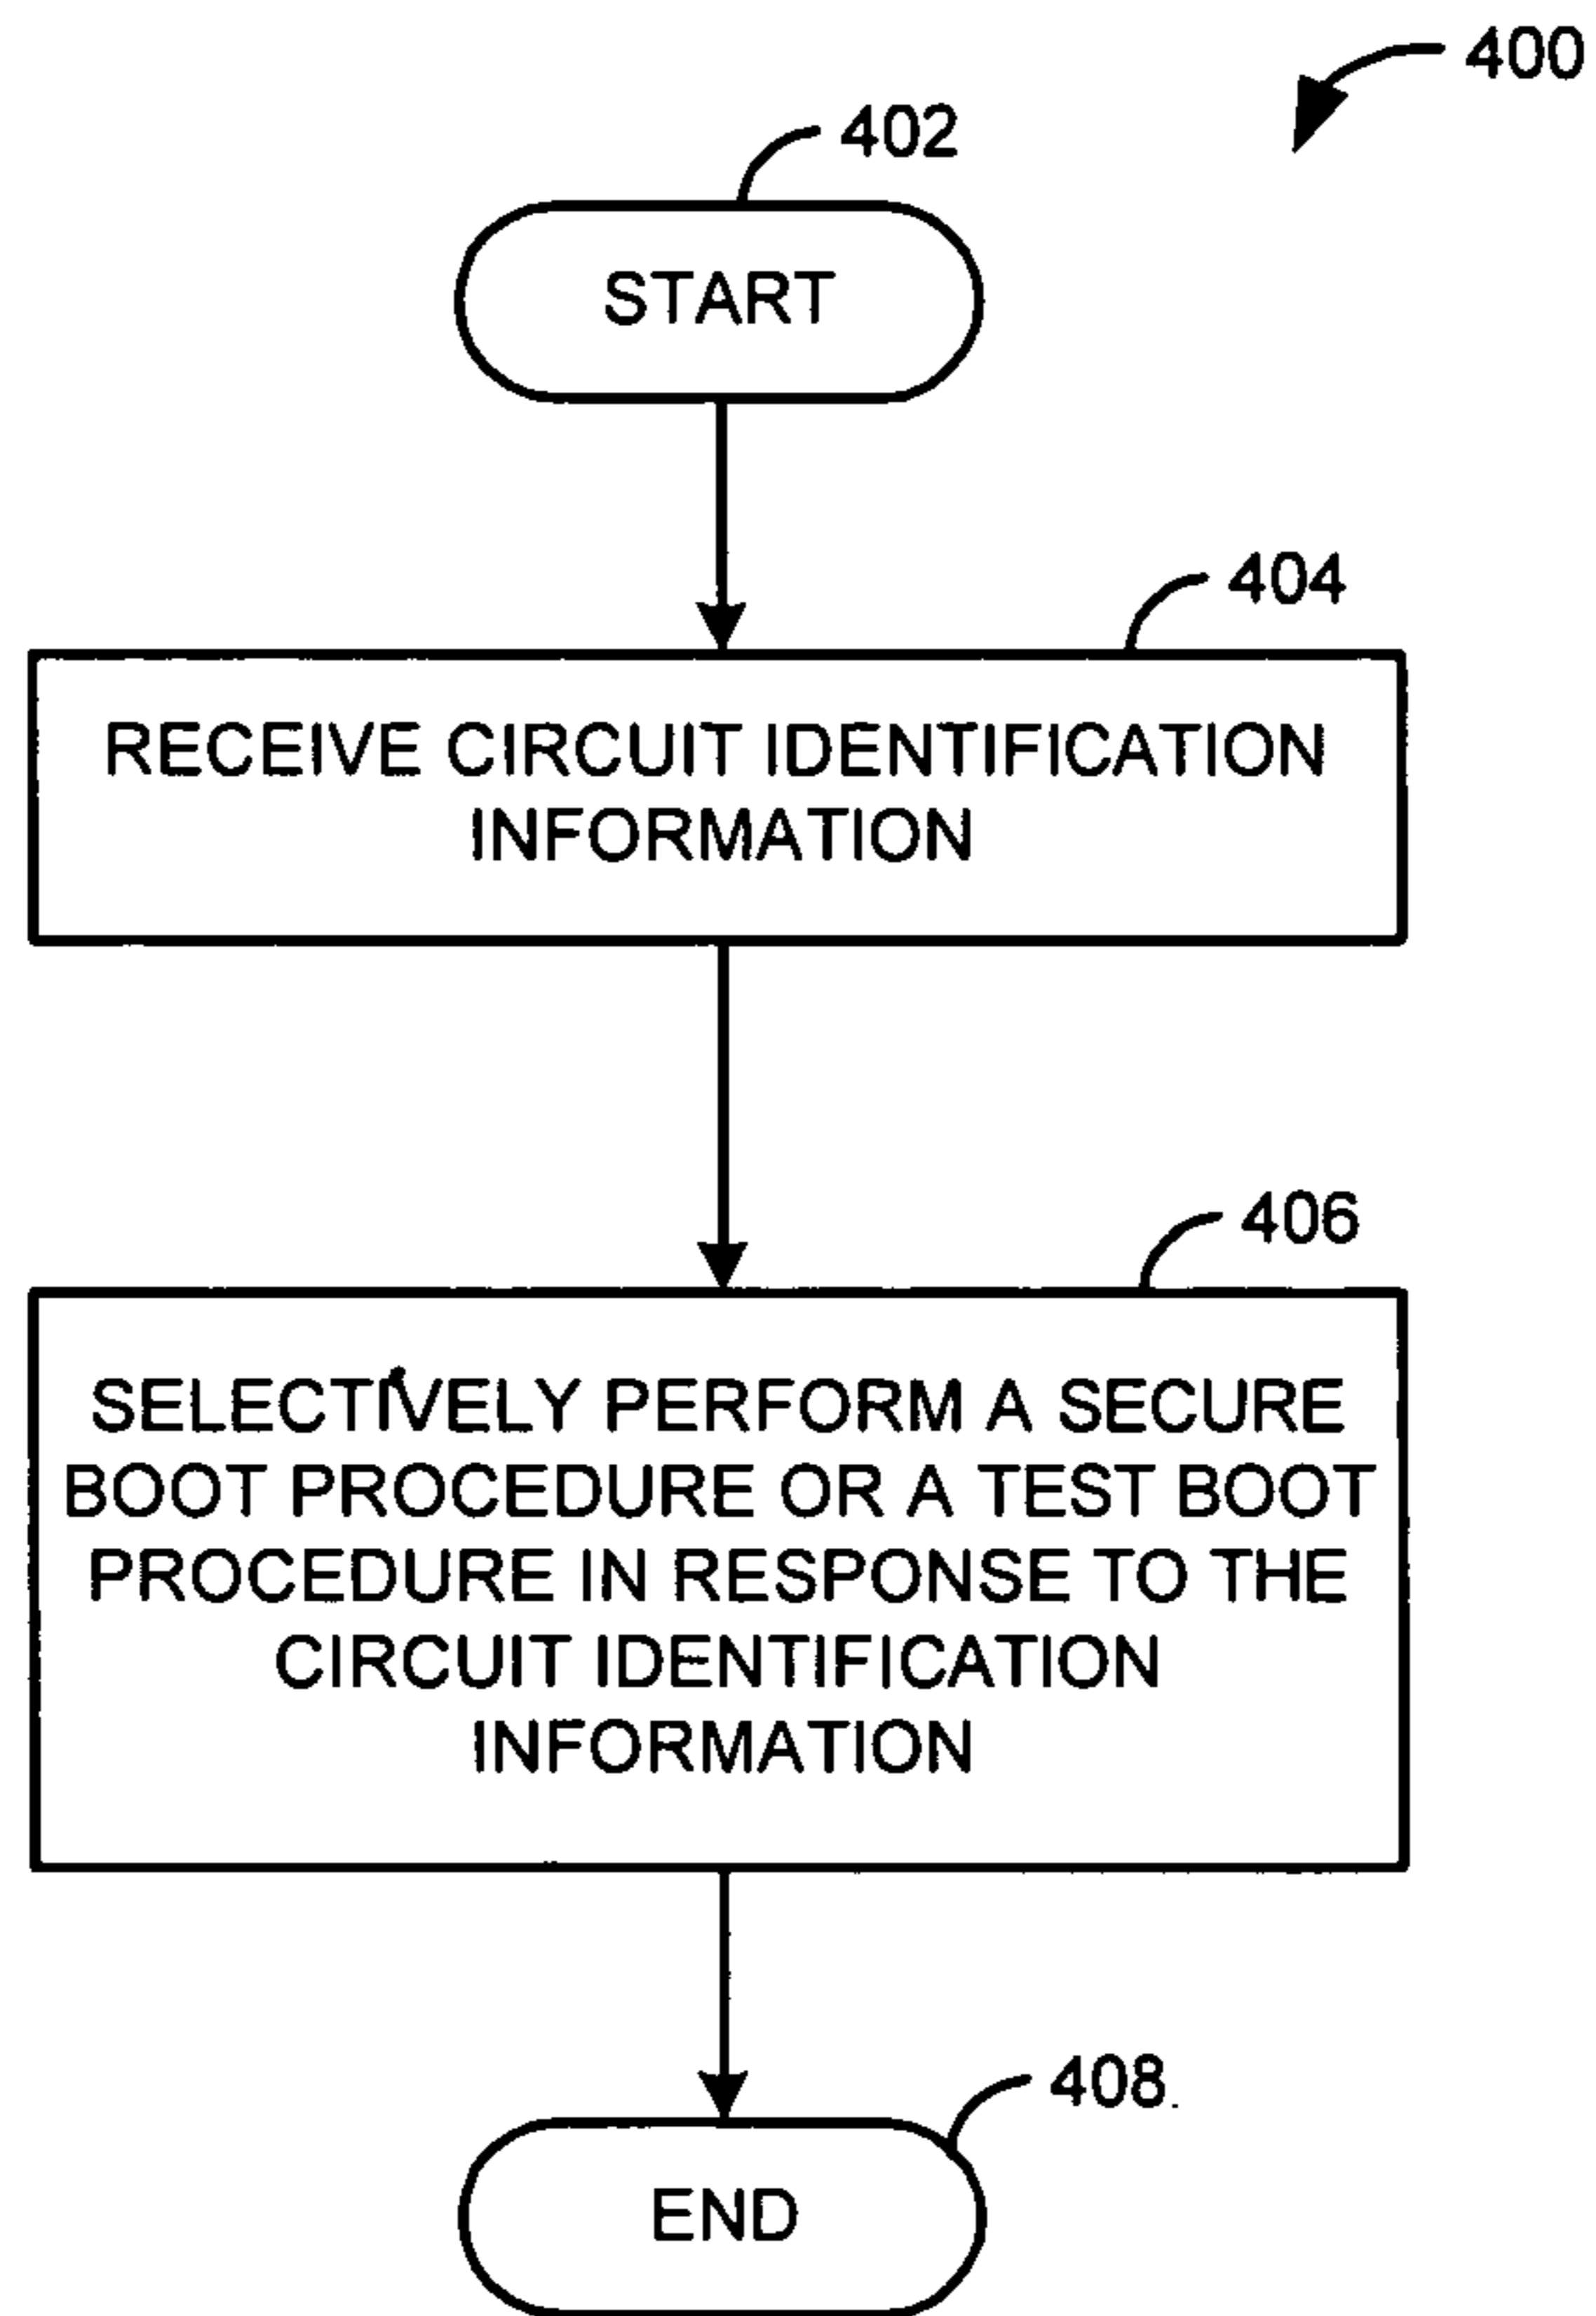 400
402
START
404
RECEIVE CIRCUIT IDENTIFICATION
INFORMATION
406
SELECTIVELY PERFORM A SECURE
BOOT PROCEDURE OR A TEST BOOT
PROCEDURE IN RESPONSE TO THE
CIRCUIT IDENTIFICATION
INFORMATION
408
END